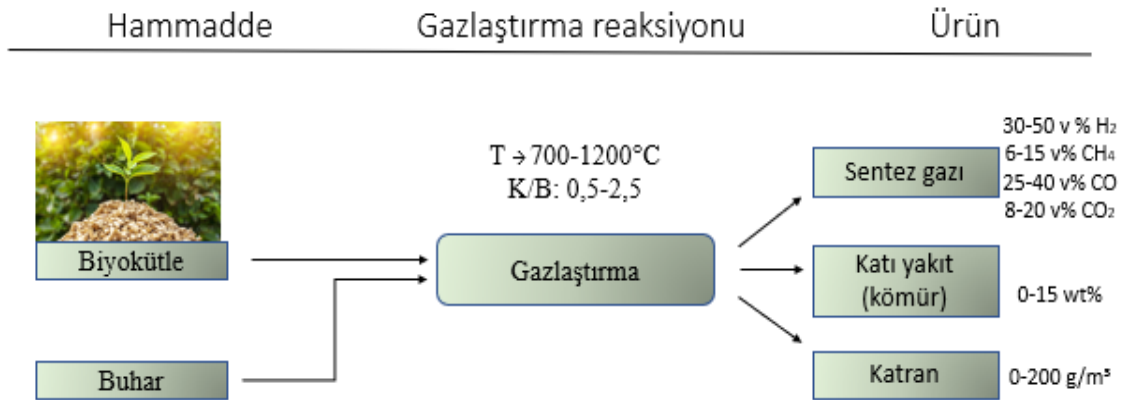 Hammadde
Gazlaştırma reaksiyonu
Ürün
T → 700-1200°C
K/B: 0,5-2,5
Biyokütle
Buhar
Gazlaştırma
Sentez gazı
30-50 v % H₂
6-15 v% CH₄
25-40 v% CO
8-20 v% CO₂
Katı yakıt
(kömür)
0-15 wt%
Katran
0-200 g/m³